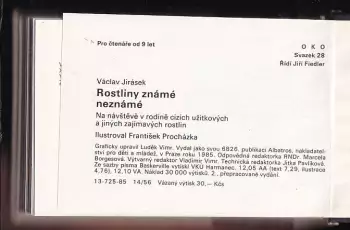 Pro čtenáře od 9 let
OKO
Svazek 28
Řídí Jiří Fiedler
Václav Jirásek
Rostliny známé
neznámé
Na návštěvě v rodině cizích užitkových
a jiných zajímavých rostlin
Ilustroval František Procházka
Graficky upravil Luděk Vimr. Vydal jako svou 6826. publikaci Albatros, nakladatel-
ství pro děti a mládež, v Praze roku 1985. Odpovědná redaktorka RNDr. Marcela
Borgesová. Výtvarný redaktor Vladimír Vimr. Technická redaktorka Jitka Pavlíková.
Ze sazby písma Baskerville vytiskl VKÚ Harmanec. 12,05 AA (text 7,29, ilustrace
4,76), 12,10 VA. Náklad 30 000 výtisků. 2., přepracované vydání.
13-725-85 14/56 Vázaný výtisk 30,— Kčs